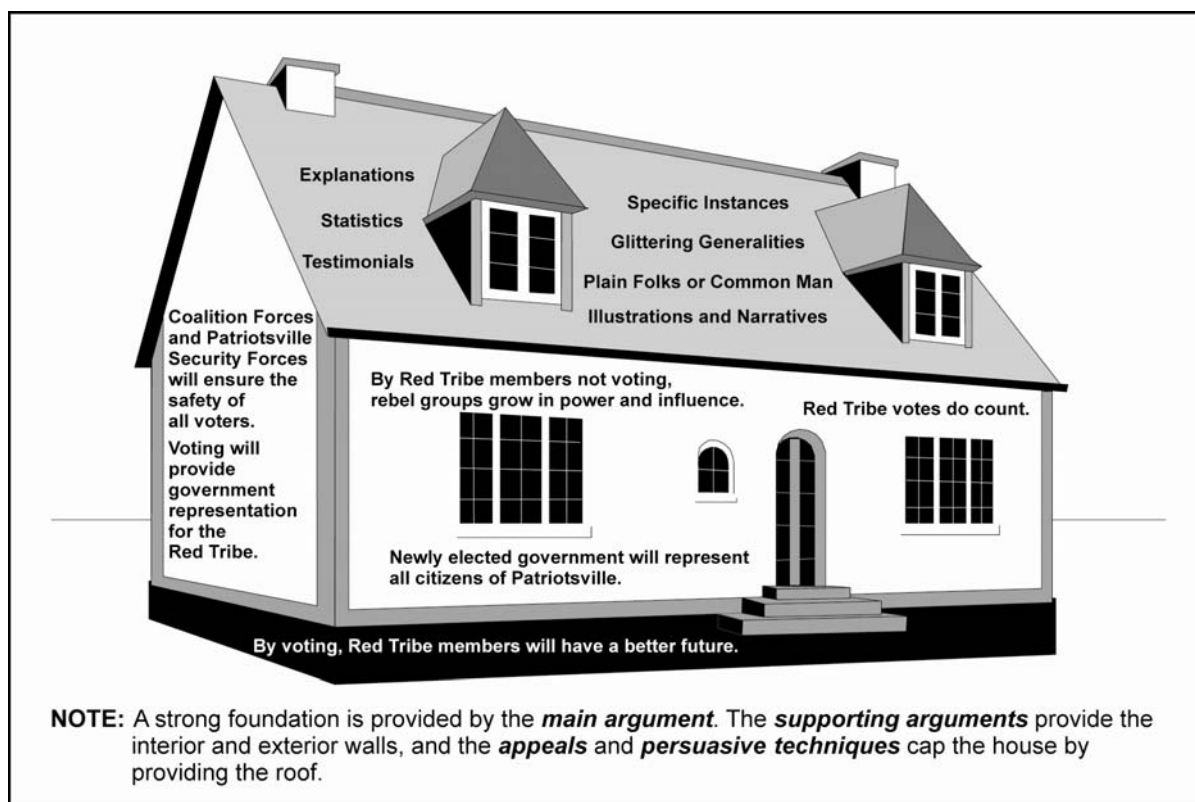 Explanations
Statistics
Testimonials
Specific Instances
Glittering Generalities
Plain Folks or Common Man
Illustrations and Narratives
Coalition Forces
and Patriotsville
Security Forces
will ensure the
safety of
all voters.
Voting will
provide
government
representation
for the
Red Tribe.
By Red Tribe members not voting,
rebel groups grow in power and influence.
Red Tribe votes do count.
Newly elected government will represent
all citizens of Patriotsville.
By voting, Red Tribe members will have a better future.
NOTE: A strong foundation is provided by the main argument. The supporting arguments provide the
interior and exterior walls, and the appeals and persuasive techniques cap the house by
providing the roof.